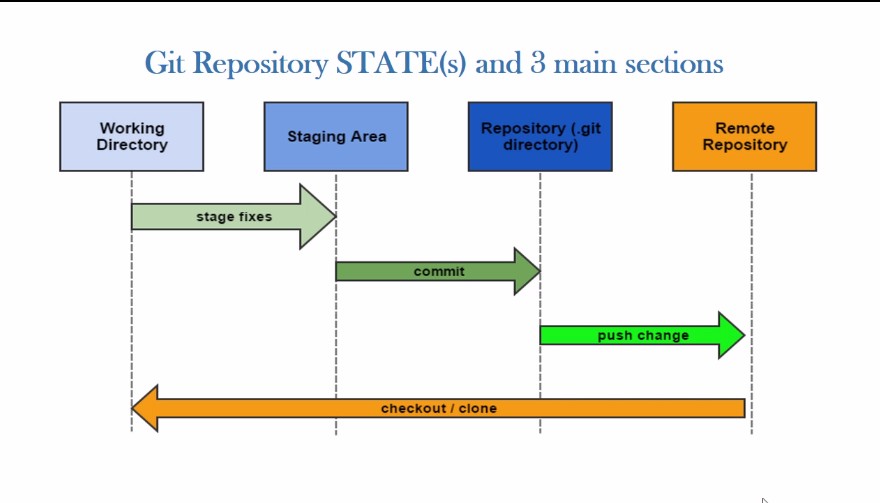 Git Repository STATE(s) and 3 main sections
Working
Directory
Staging Area
Repository (.git
directory)
Remote
Repository
stage fixes
commit
push change
checkout / clone